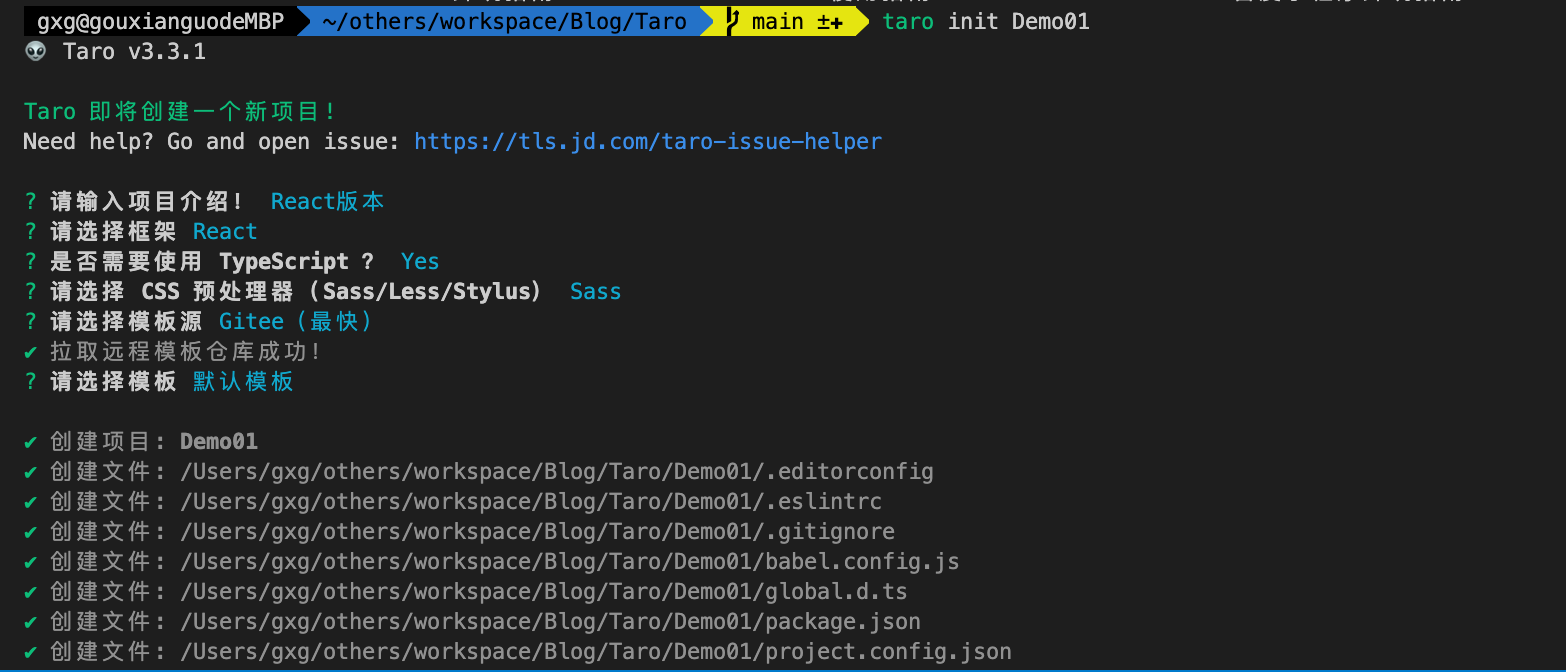 gxg@gouxianguodeMBP ~/others/workspace/Blog/Taro main ±✚ taro init Demo01
👽 Taro v3.3.1
Taro 即将创建一个新项目!
Need help? Go and open issue: https://tls.jd.com/taro-issue-helper
? 请输入项目介绍! React版本
? 请选择框架 React
? 是否需要使用 TypeScript ? Yes
? 请选择 CSS 预处理器（Sass/Less/Stylus） Sass
? 请选择模板源 Gitee（最快）
✔ 拉取远程模板仓库成功!
? 请选择模板 默认模板
✔ 创建项目: Demo01
✔ 创建文件: /Users/gxg/others/workspace/Blog/Taro/Demo01/.editorconfig
✔ 创建文件: /Users/gxg/others/workspace/Blog/Taro/Demo01/.eslintrc
✔ 创建文件: /Users/gxg/others/workspace/Blog/Taro/Demo01/.gitignore
✔ 创建文件: /Users/gxg/others/workspace/Blog/Taro/Demo01/babel.config.js
✔ 创建文件: /Users/gxg/others/workspace/Blog/Taro/Demo01/global.d.ts
✔ 创建文件: /Users/gxg/others/workspace/Blog/Taro/Demo01/package.json
✔ 创建文件: /Users/gxg/others/workspace/Blog/Taro/Demo01/project.config.json